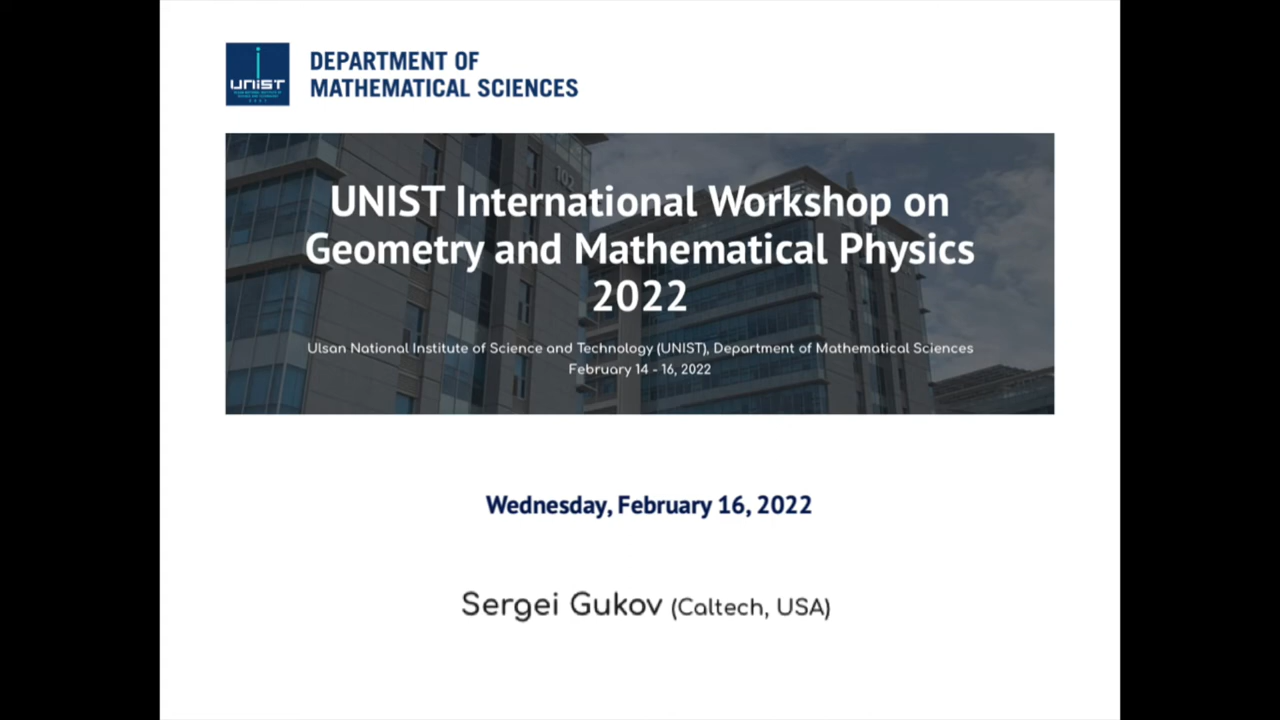 UNIST
DEPARTMENT OF
MATHEMATICAL SCIENCES
102
UNIST International Workshop on
Geometry and Mathematical Physics
2022
Ulsan National Institute of Science and Technology (UNIST), Department of Mathematical Sciences
February 14 - 16, 2022
Wednesday, February 16, 2022
Sergei Gukov (Caltech, USA)